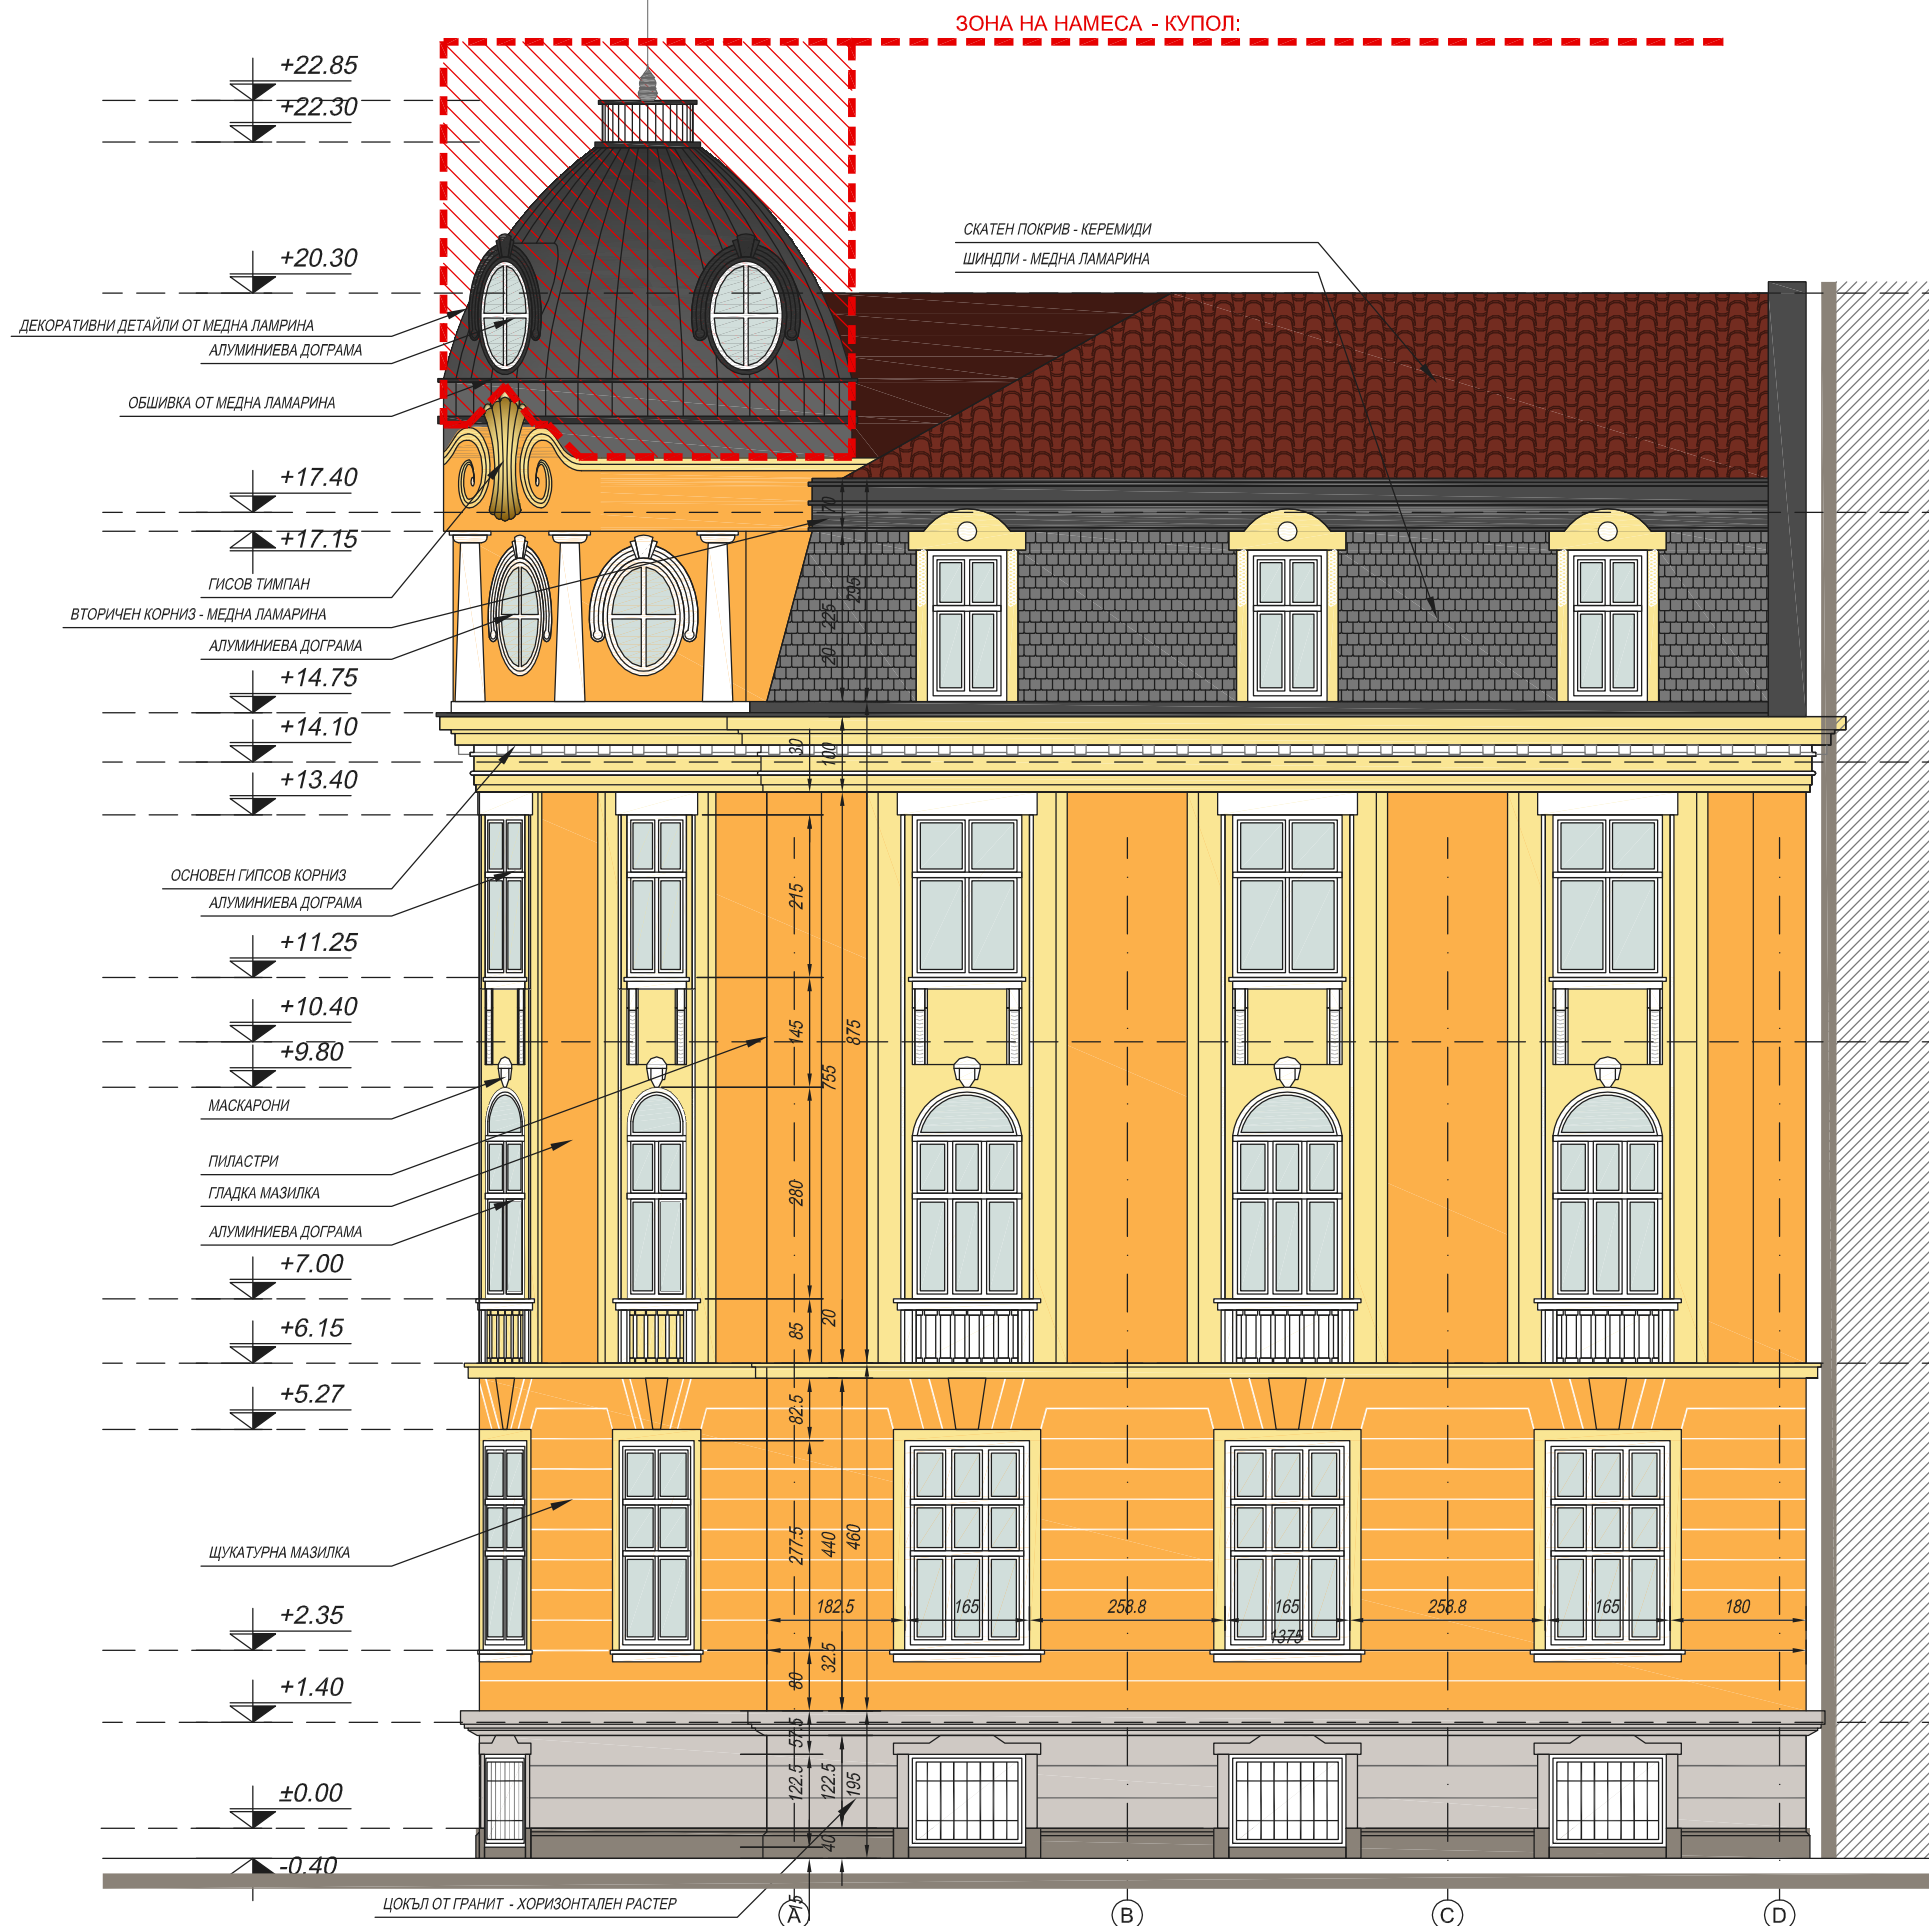 ЗОНА НА НАМЕСА - КУПОЛ:
+22.85
+22.30
СКАТЕН ПОКРИВ - КЕРЕМИДИ
ШИНДЛИ - МЕДНА ЛАМАРИНА
+20.30
ДЕКОРАТИВНИ ДЕТАЙЛИ ОТ МЕДНА ЛАМРИНА
АЛУМИНИЕВА ДОГРАМА
ОБШИВКА ОТ МЕДНА ЛАМАРИНА
+17.40
70
+17.15
ГИСОВ ТИМПАН
295
225
ВТОРИЧЕН КОРНИЗ - МЕДНА ЛАМАРИНА
АЛУМИНИЕВА ДОГРАМА
20
+14.75
+14.10
30
100
+13.40
ОСНОВЕН ГИПСОВ КОРНИЗ
АЛУМИНИЕВА ДОГРАМА
215
+11.25
+10.40
145
875
+9.80
755
МАСКАРОНИ
ПИЛАСТРИ
ГЛАДКА МАЗИЛКА
280
АЛУМИНИЕВА ДОГРАМА
+7.00
+6.15
85
20
+5.27
82.5
277.5
440
460
ЩУКАТУРНА МАЗИЛКА
+2.35
182.5
165
258.8
165
258.8
165
180
1375
32.5
80
+1.40
57.5
±0.00
122.5
122.5
195
40
-0.40
15
ЦОКЪЛ ОТ ГРАНИТ - ХОРИЗОНТАЛЕН РАСТЕР
A
B
C
D